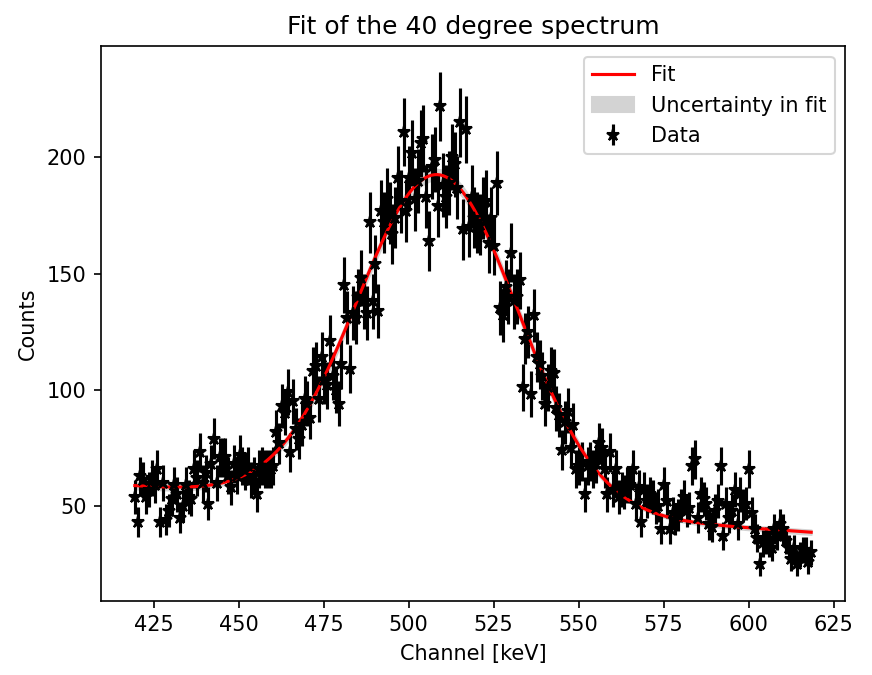 Fit of the 40 degree spectrum
Fit
Uncertainty in fit
Data
Counts
200
150
100
50
425 450 475 500 525 550 575 600 625
Channel [keV]